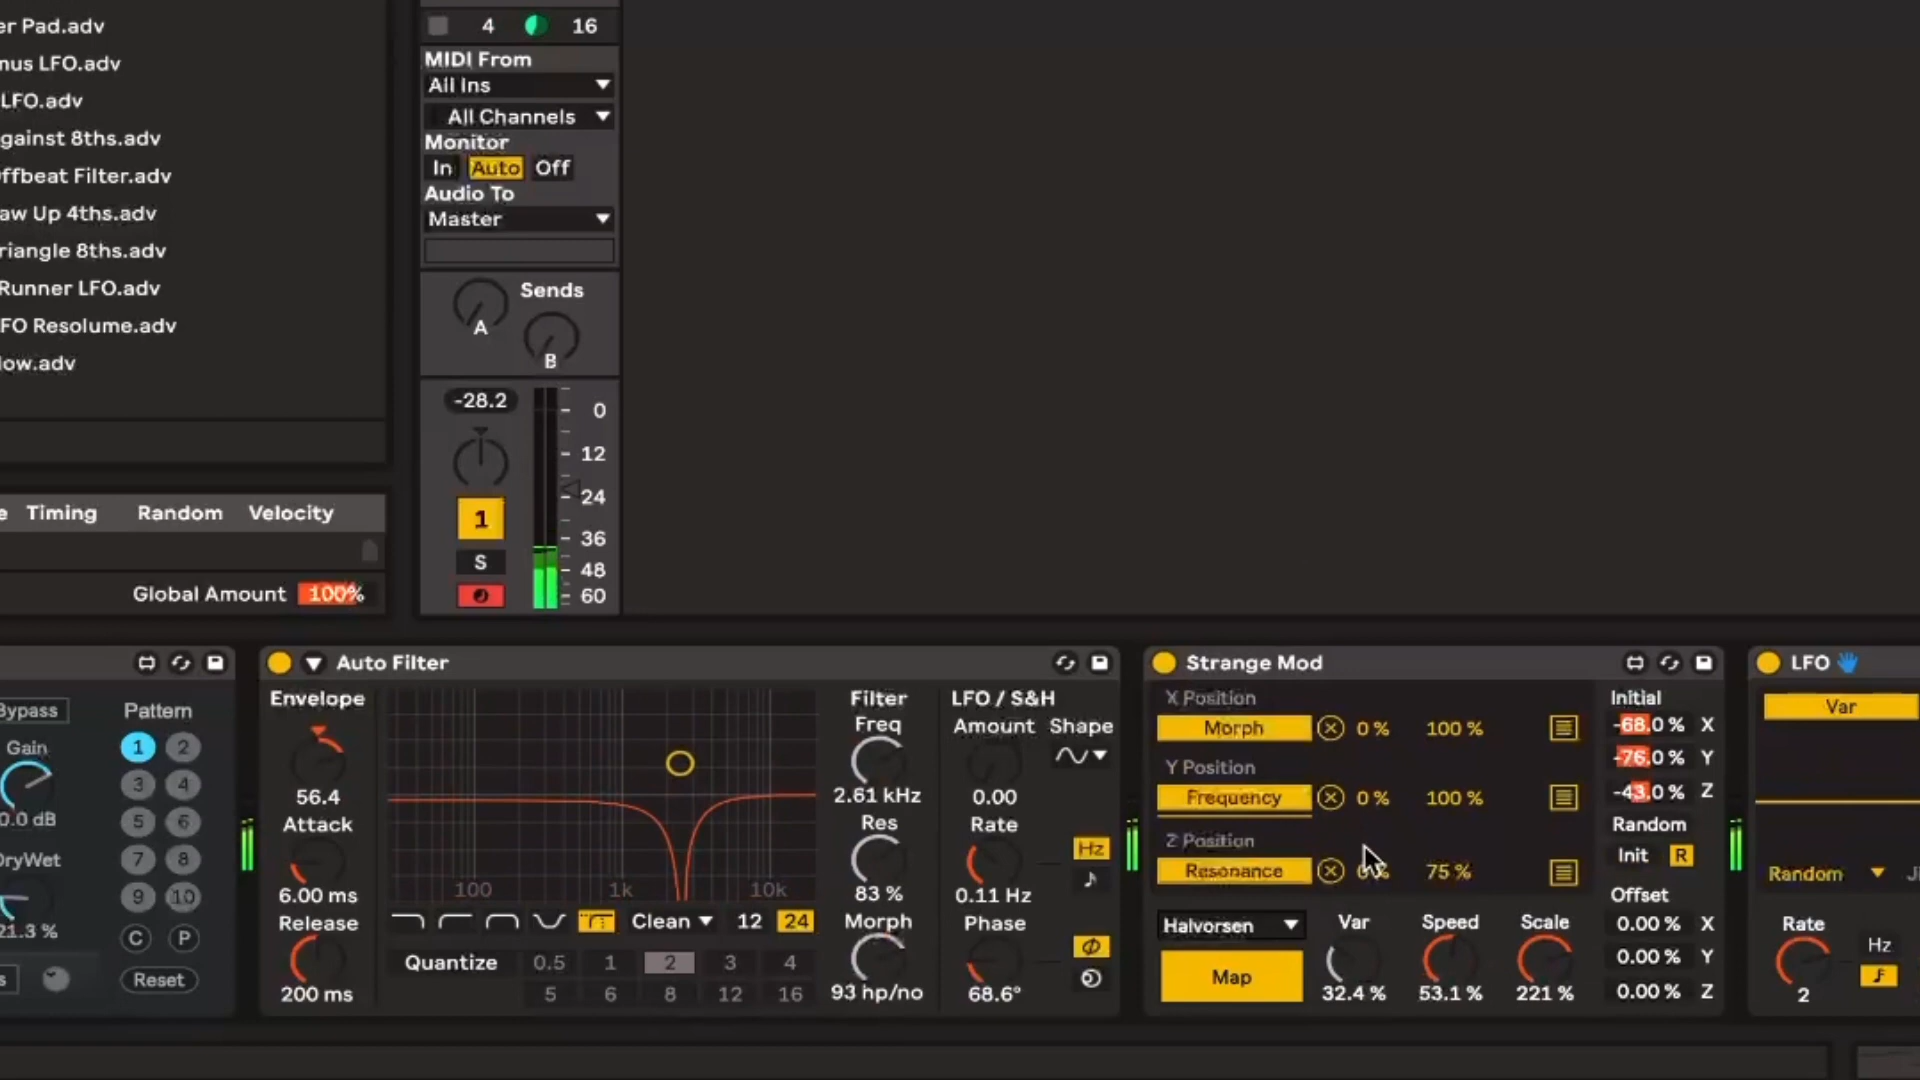 er Pad.adv
nus LFO.adv
LFO.adv
gainst 8ths.adv
ffbeat Filter.adv
aw Up 4ths.adv
riangle 8ths.adv
Runner LFO.adv
FO Resolume.adv
low.adv
e Timing Random Velocity
Global Amount 100%
4 16
MIDI From
All Ins
All Channels
Monitor
In Auto Off
Audio To
Master
Sends
A
B
-28.2
0
12
24
36
48
60
1
S
Bypass Pattern
Gain
0.0 dB
DryWet
21.3 %
1 2
3 4
5 6
7 8
9 10
C P
Reset
Auto Filter
Envelope
56.4
Attack
6.00 ms
Release
200 ms
100 1k 10k
Clean 12 24
Quantize 0.5 1 2 3 4
5 6 8 12 16
Filter
Freq
2.61 kHz
Res
83 %
Morph
93 hp/no
LFO / S&H
Amount Shape
0.00
Rate
Hz
0.11 Hz
Phase
68.6°
Strange Mod
X Position
Morph 0 % 100 %
Y Position
Frequency 0 % 100 %
Z Position
Resonance 75 %
Halvorsen
Map
Var
32.4 %
Speed
53.1 %
Scale
221 %
Initial
-68.0 % X
-76.0 % Y
-43.0 % Z
Random
Init R
Offset
0.00 % X
0.00 % Y
0.00 % Z
LFO
Var
Random
Rate
2
Hz